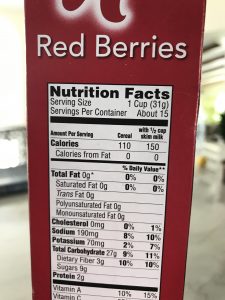 Red Berries
Nutrition Facts
Serving Size 1 Cup (31g)
Servings Per Container About 15
Amount Per Serving Cereal with 1/2 cup skim milk
Calories 110 150
Calories from Fat 0 0
% Daily Value**
Total Fat 0g* 0% 0%
Saturated Fat 0g 0% 0%
Trans Fat 0g
Polyunsaturated Fat 0g
Monounsaturated Fat 0g
Cholesterol 0mg 0% 1%
Sodium 190mg 8% 10%
Potassium 70mg 2% 7%
Total Carbohydrate 27g 9% 11%
Dietary Fiber 3g 10% 10%
Sugars 9g
Protein 2g
Vitamin A 10% 15%
Vitamin C